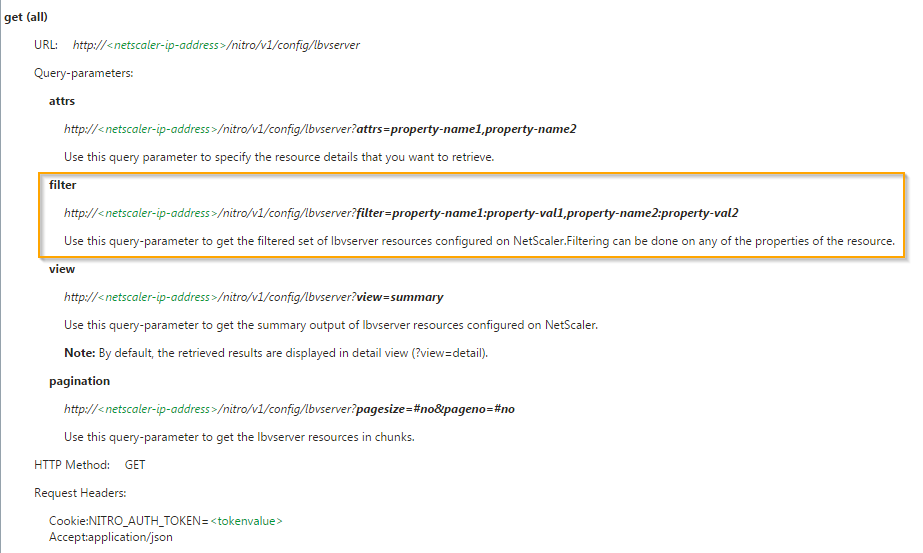 get (all)
URL: http://<netscaler-ip-address>/nitro/v1/config/lbvserver
Query-parameters:
attrs
http://<netscaler-ip-address>/nitro/v1/config/lbvserver?attrs=property-name1,property-name2
Use this query parameter to specify the resource details that you want to retrieve.
filter
http://<netscaler-ip-address>/nitro/v1/config/lbvserver?filter=property-name1:property-val1,property-name2:property-val2
Use this query-parameter to get the filtered set of lbvserver resources configured on NetScaler.Filtering can be done on any of the properties of the resource.
view
http://<netscaler-ip-address>/nitro/v1/config/lbvserver?view=summary
Use this query-parameter to get the summary output of lbvserver resources configured on NetScaler.
Note: By default, the retrieved results are displayed in detail view (?view=detail).
pagination
http://<netscaler-ip-address>/nitro/v1/config/lbvserver?pagesize=#no&pageno=#no
Use this query-parameter to get the lbvserver resources in chunks.
HTTP Method: GET
Request Headers:
Cookie:NITRO_AUTH_TOKEN=<tokenvalue>
Accept:application/json